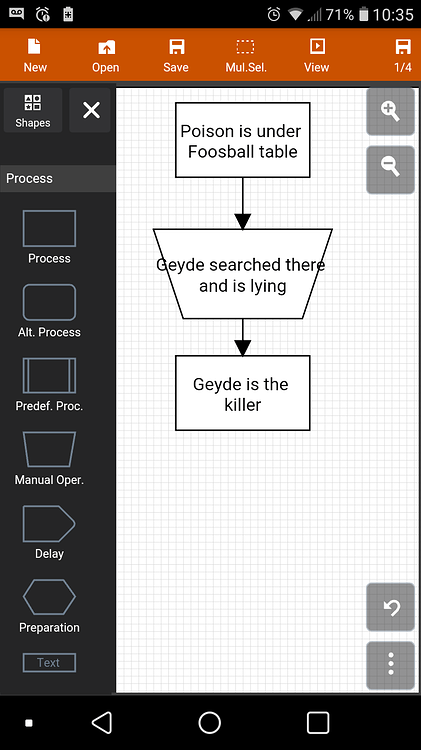 71% 10:35
New Open Save Mul.Sel. View 1/4
Shapes
Process
Process
Alt. Process
Predef. Proc.
Manual Oper.
Delay
Preparation
Text
Poison is under
Foosball table
Geyde searched there
and is lying
Geyde is the
killer